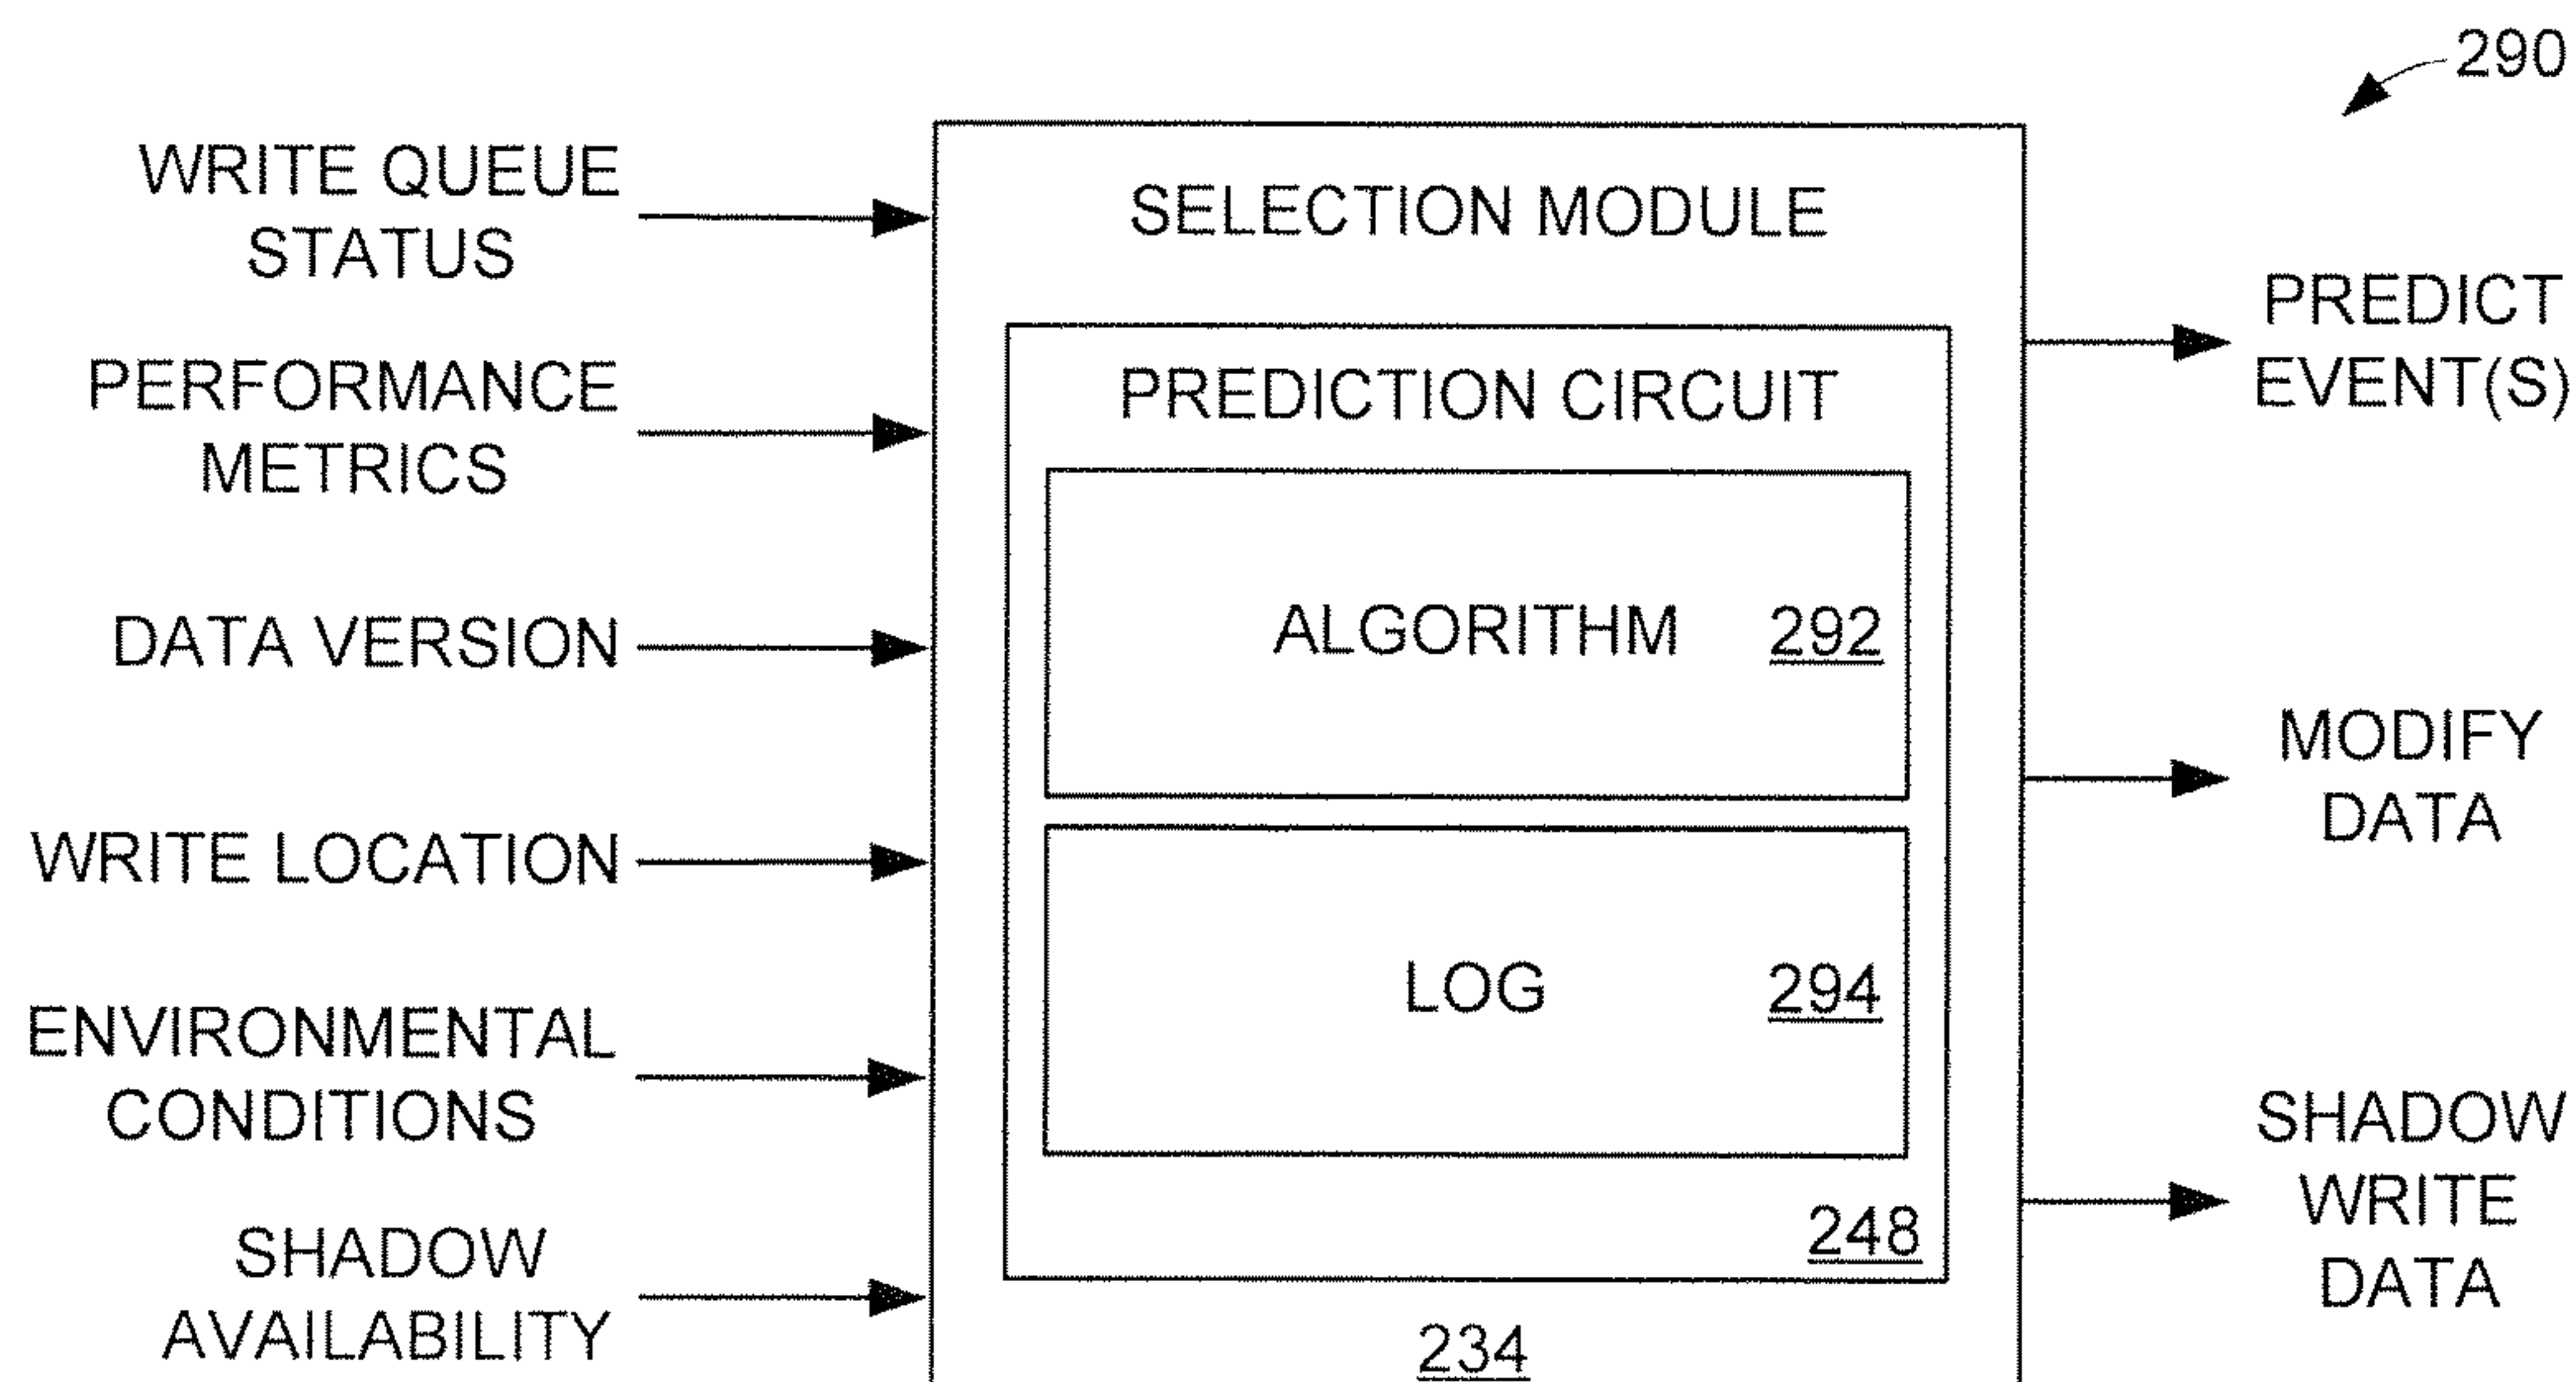 290
WRITE QUEUE
STATUS
PERFORMANCE
METRICS
DATA VERSION
WRITE LOCATION
ENVIRONMENTAL
CONDITIONS
SHADOW
AVAILABILITY
SELECTION MODULE
PREDICTION CIRCUIT
ALGORITHM 292
LOG 294
248
234
PREDICT
EVENT(S)
MODIFY
DATA
SHADOW
WRITE
DATA